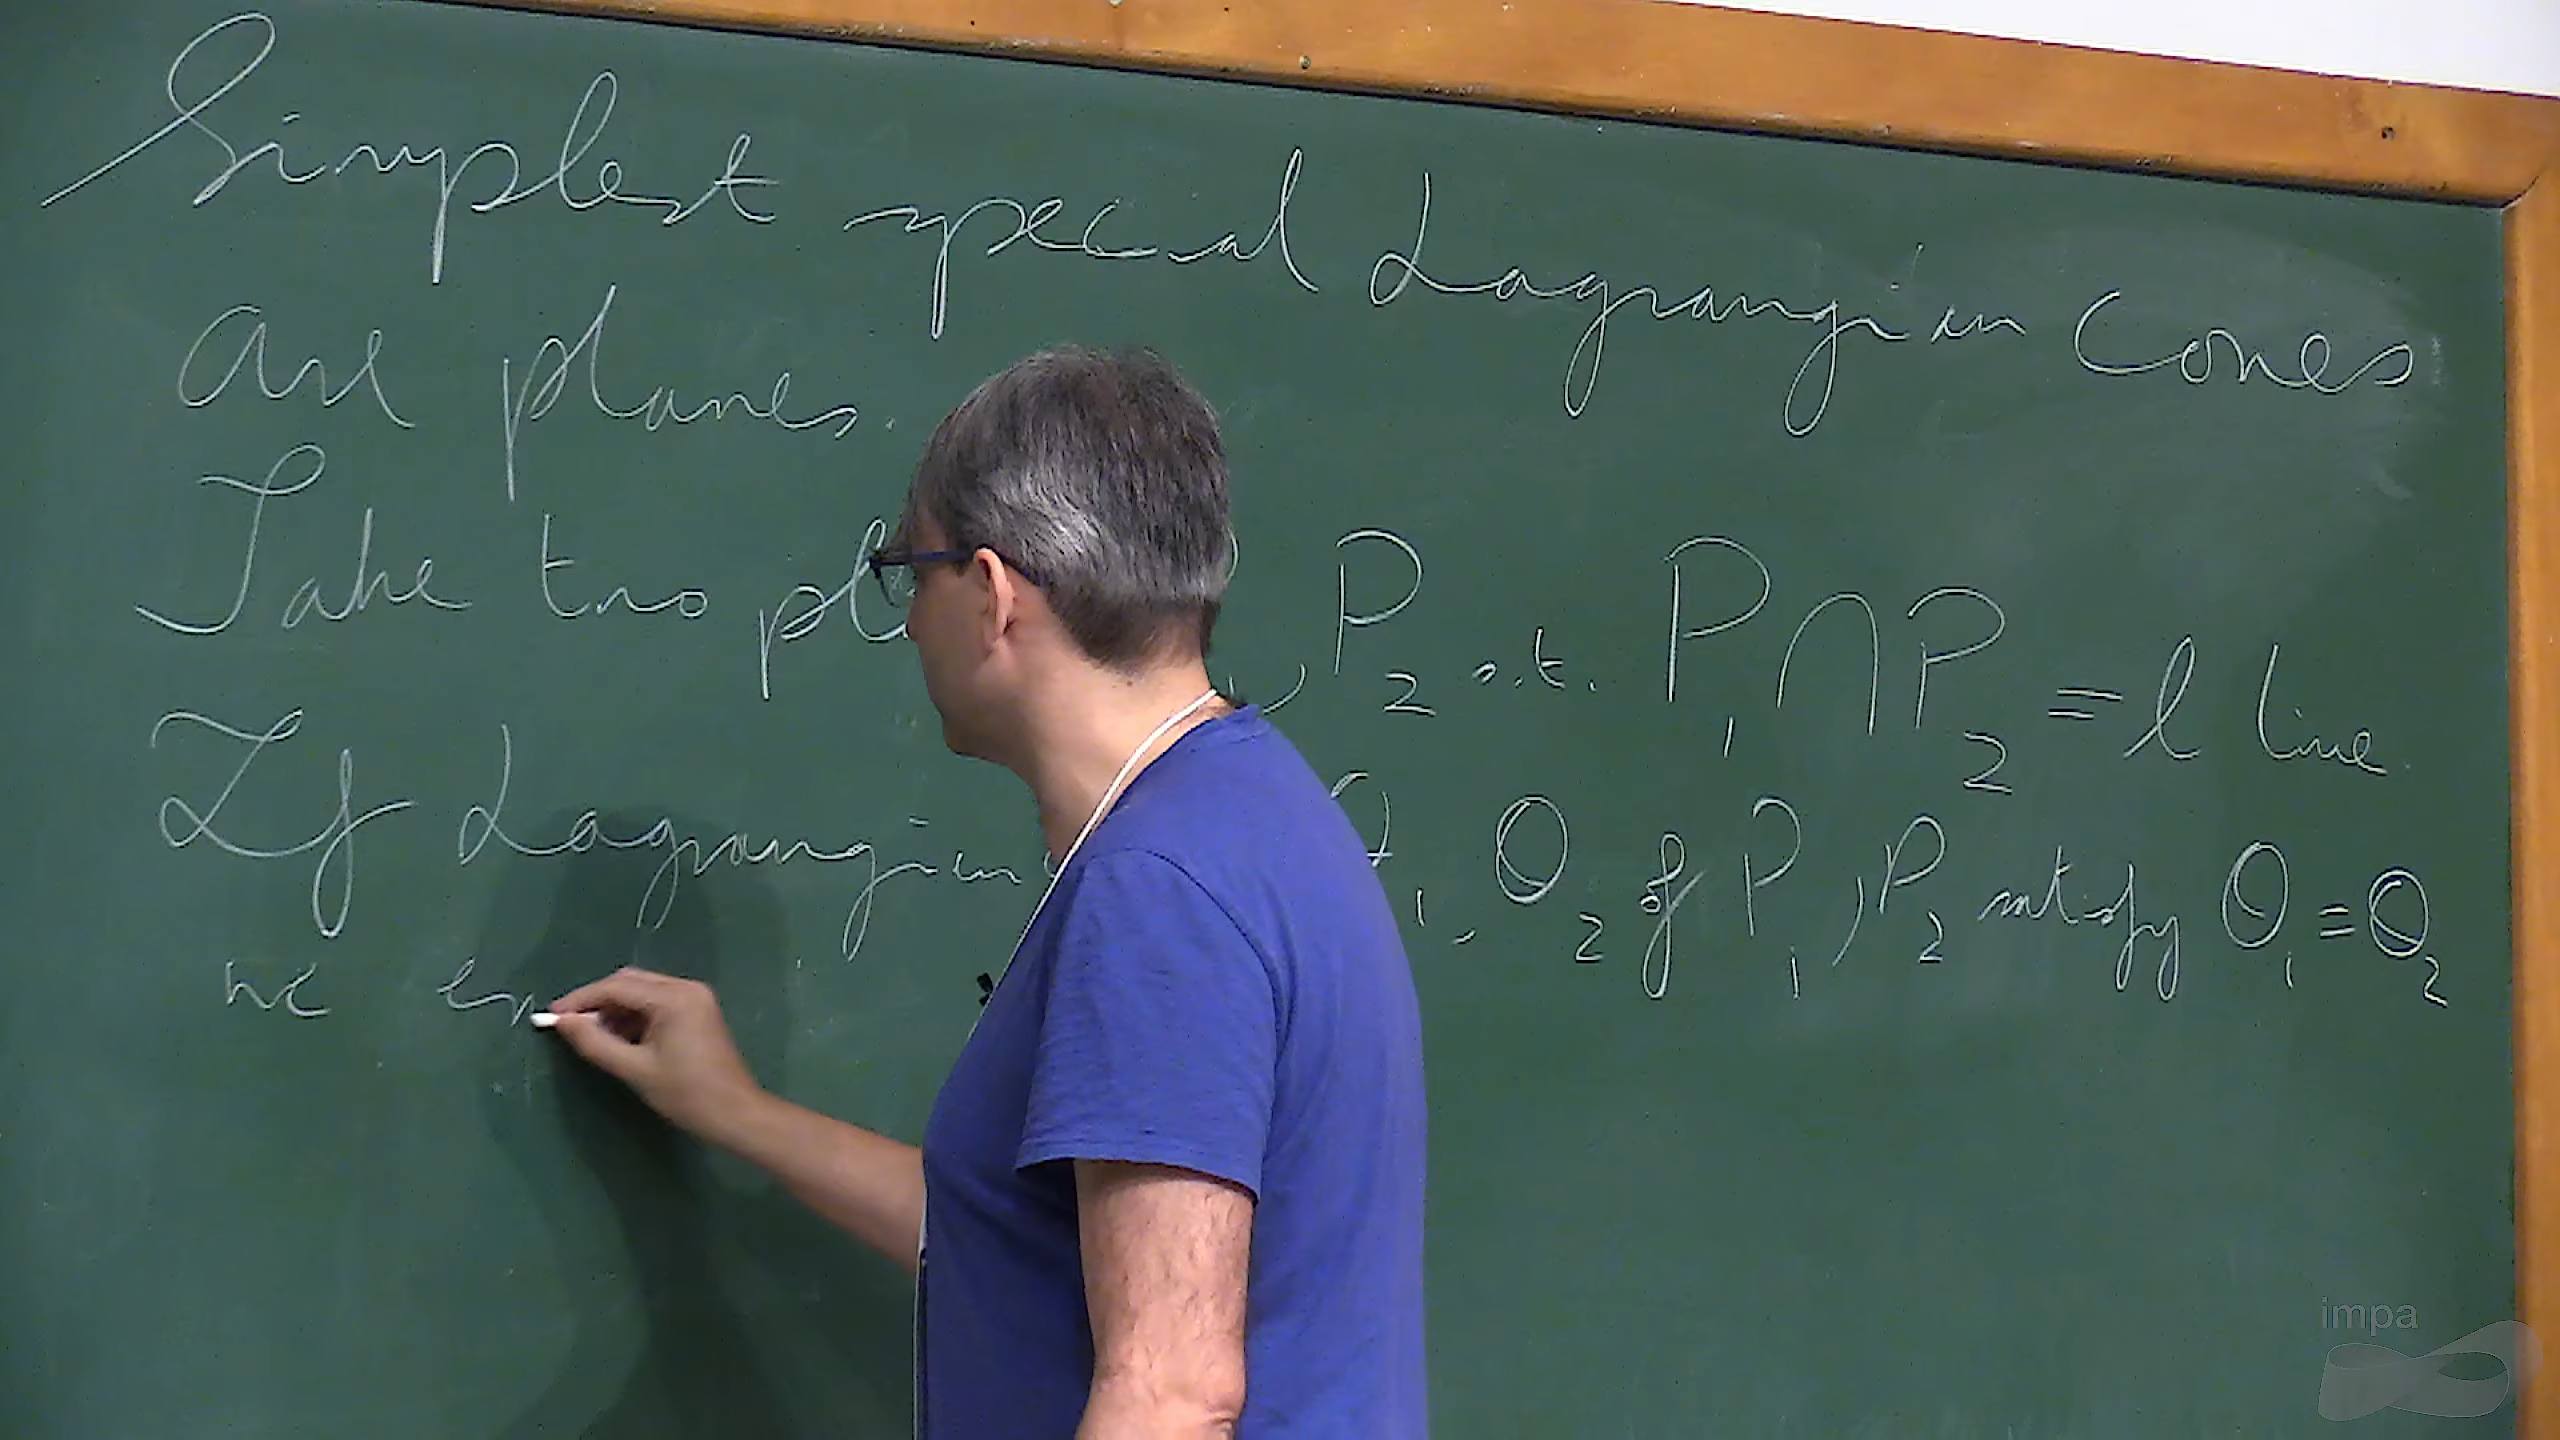 Simplest special Lagrangian cones
are planes.
Take two pl , P₂ s.t. P₁ ∩ P₂ = l line
If Lagrangian θ₁, θ₂ of P₁, P₂ satisfy θ₁ = θ₂
we ex
impa